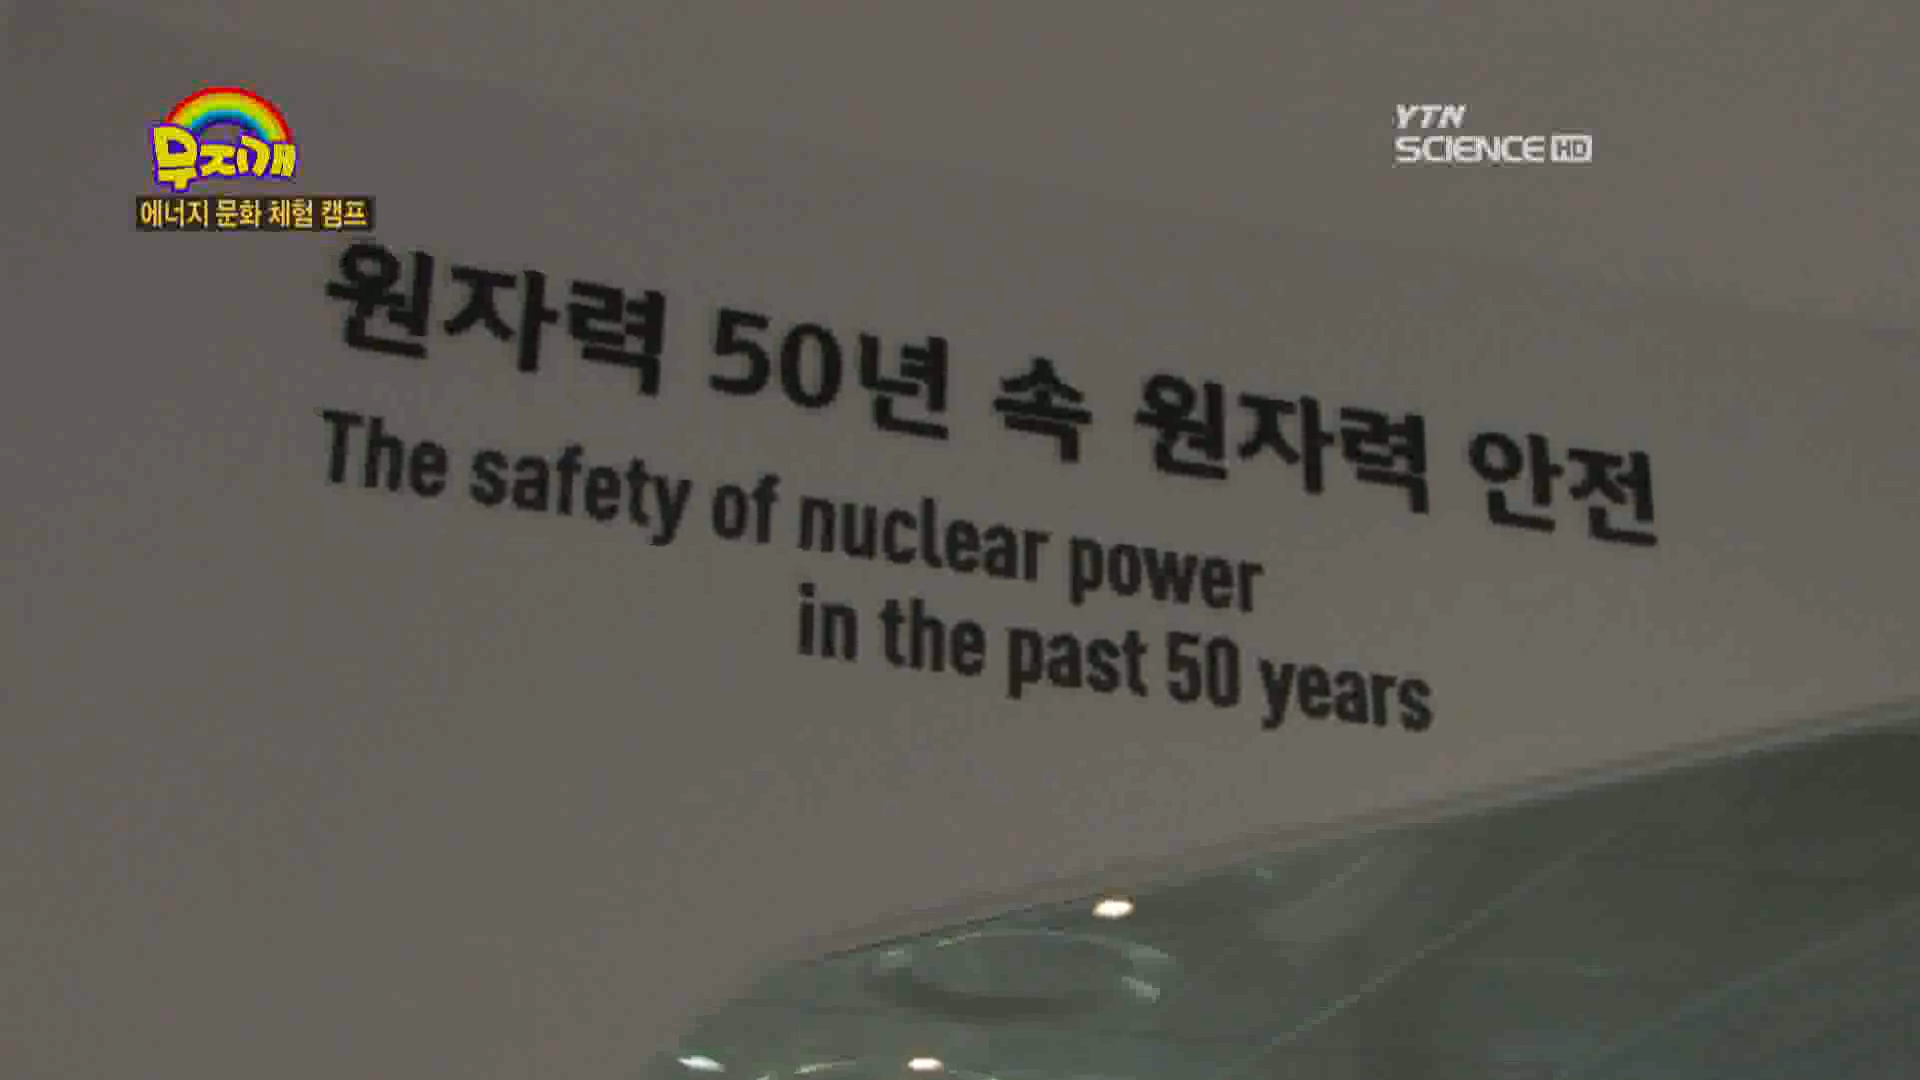 무지개
에너지 문화 체험 캠프
YTN
SCIENCE HD
원자력 50년 속 원자력 안전
The safety of nuclear power
in the past 50 years